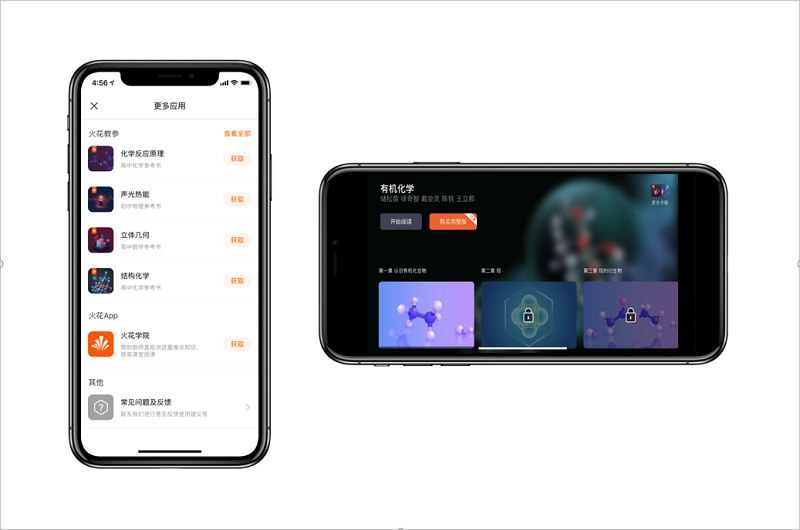 4:56
更多应用
火花教参
查看全部
化学反应原理
高中化学参考书
获取
声光热能
初中物理参考书
获取
立体几何
高中数学参考书
获取
结构化学
高中化学参考书
获取
火花App
火花学院
帮助教师直观讲述重难点知识,
提高课堂授课
获取
其他
常见问题及反馈
联系我们进行意见反馈使用建议等
有机化学
储松苗 徐奇智 戴会灵 陈锐 王立郎
更多书籍
开始阅读
购买完整版
第一章 认识有机化合物
第二章 烃
第三章 烃的衍生物